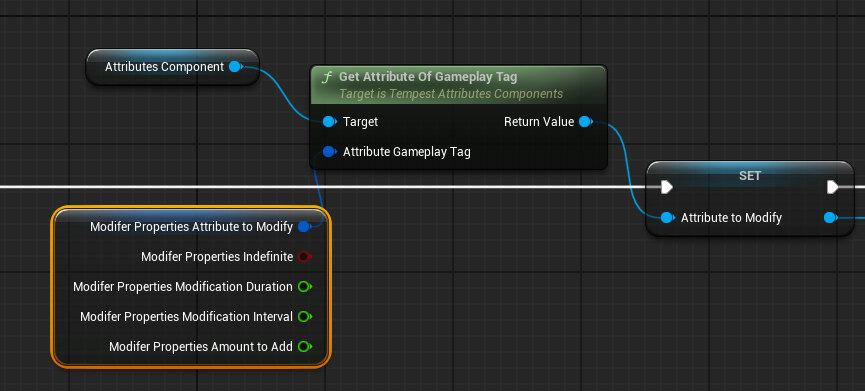 Attributes Component
Get Attribute Of Gameplay Tag
Target is Tempest Attributes Components
Target
Return Value
Attribute Gameplay Tag
SET
Attribute to Modify
Modifer Properties Attribute to Modify
Modifer Properties Indefinite
Modifer Properties Modification Duration
Modifer Properties Modification Interval
Modifer Properties Amount to Add